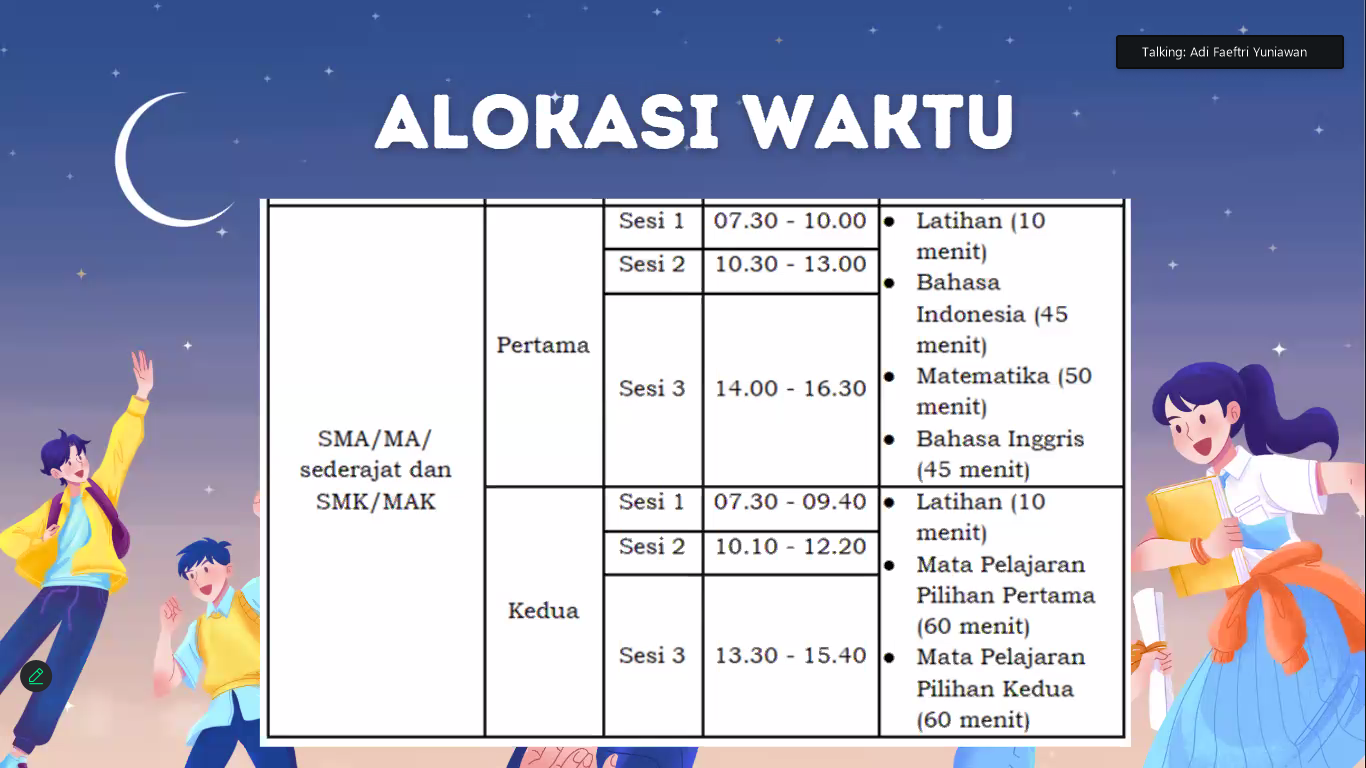 Talking: Adi Faeftri Yuniawan
ALOKASI WAKTU
SMA/MA/
sederajat dan
SMK/MAK
Pertama
Sesi 1
07.30 - 10.00
Sesi 2
10.30 - 13.00
Sesi 3
14.00 - 16.30
• Latihan (10
menit)
• Bahasa
Indonesia (45
menit)
• Matematika (50
menit)
• Bahasa Inggris
(45 menit)
Kedua
Sesi 1
07.30 - 09.40
Sesi 2
10.10 - 12.20
Sesi 3
13.30 - 15.40
• Latihan (10
menit)
• Mata Pelajaran
Pilihan Pertama
(60 menit)
• Mata Pelajaran
Pilihan Kedua
(60 menit)